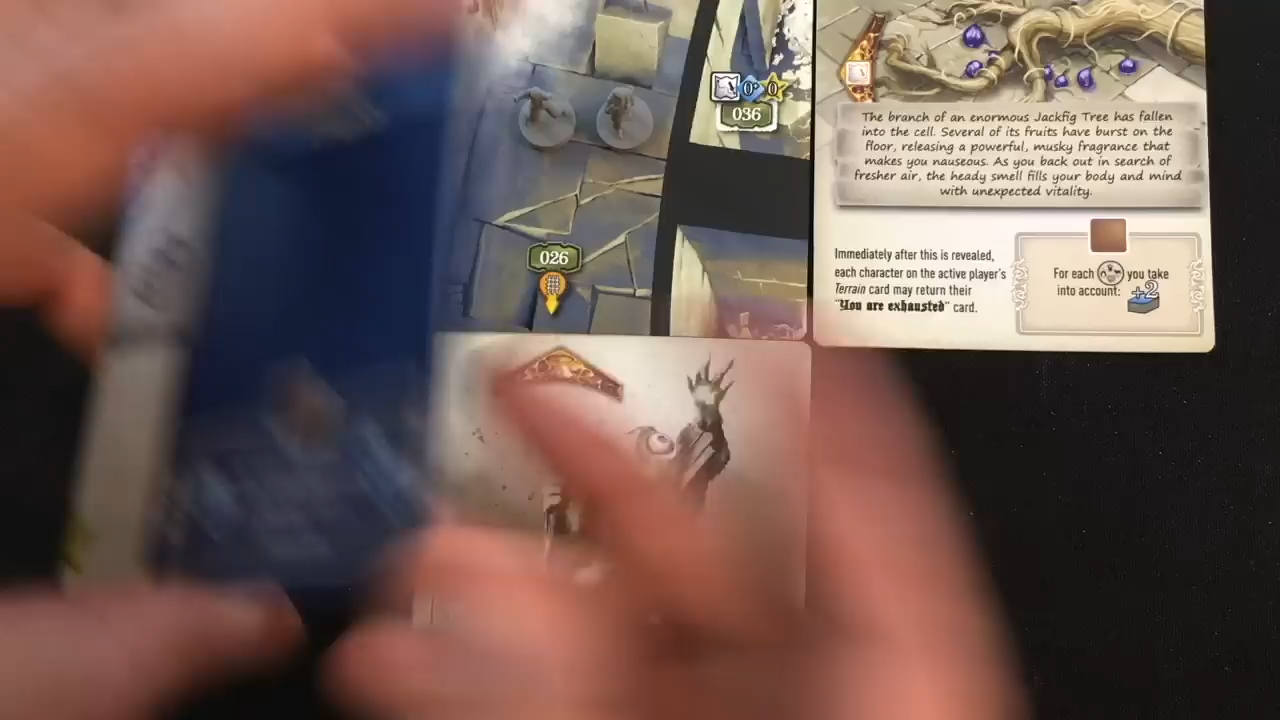 0 0
036
026
The branch of an enormous Jackfig Tree has fallen
into the cell. Several of its fruits have burst on the
floor, releasing a powerful, musky fragrance that
makes you nauseous. As you back out in search of
fresher air, the heady smell fills your body and mind
with unexpected vitality.
Immediately after this is revealed,
each character on the active player's
Terrain card may return their
"You are exhausted" card.
For each you take
into account: +2